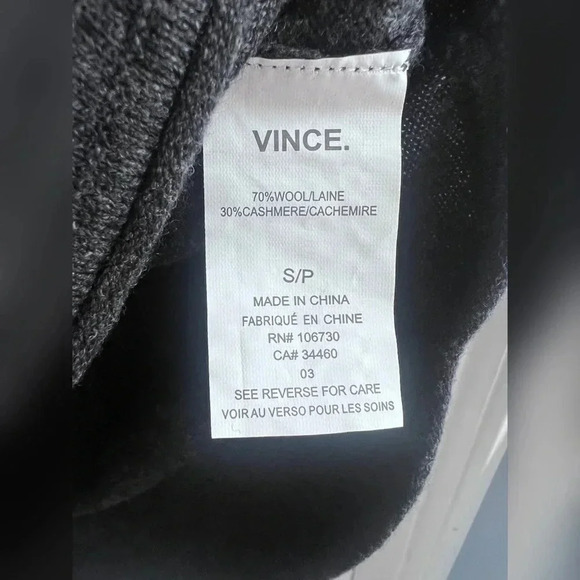 VINCE.
70%WOOL/LAINE
30%CASHMERE/CACHEMIRE
S/P
MADE IN CHINA
FABRIQUÉ EN CHINE
RN# 106730
CA# 34460
03
SEE REVERSE FOR CARE
VOIR AU VERSO POUR LES SOINS